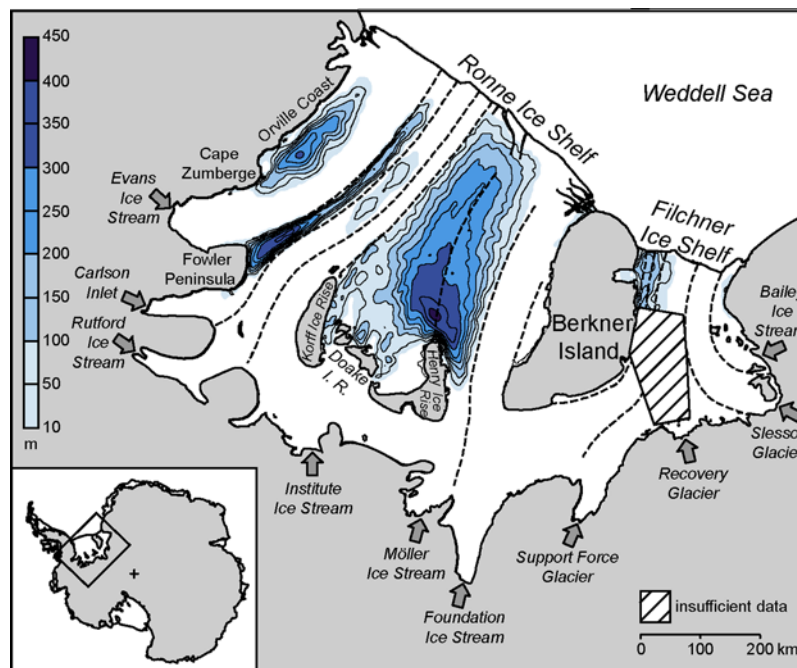 450
400
350
300
250
200
150
100
50
10
m
Weddell Sea
Ronne Ice Shelf
Filchner
Ice Shelf
Orville Coast
Cape
Zumberge
Evans
Ice
Stream
Fowler
Peninsula
Carlson
Inlet
Rutford
Ice
Stream
Korff Ice Rise
Doake
I. R.
Henry Ice
Rise
Berkner
Island
Bailey
Ice
Stream
Slessor
Glacier
Recovery
Glacier
Support Force
Glacier
Institute
Ice Stream
Möller
Ice Stream
Foundation
Ice Stream
insufficient data
0 100 200 km